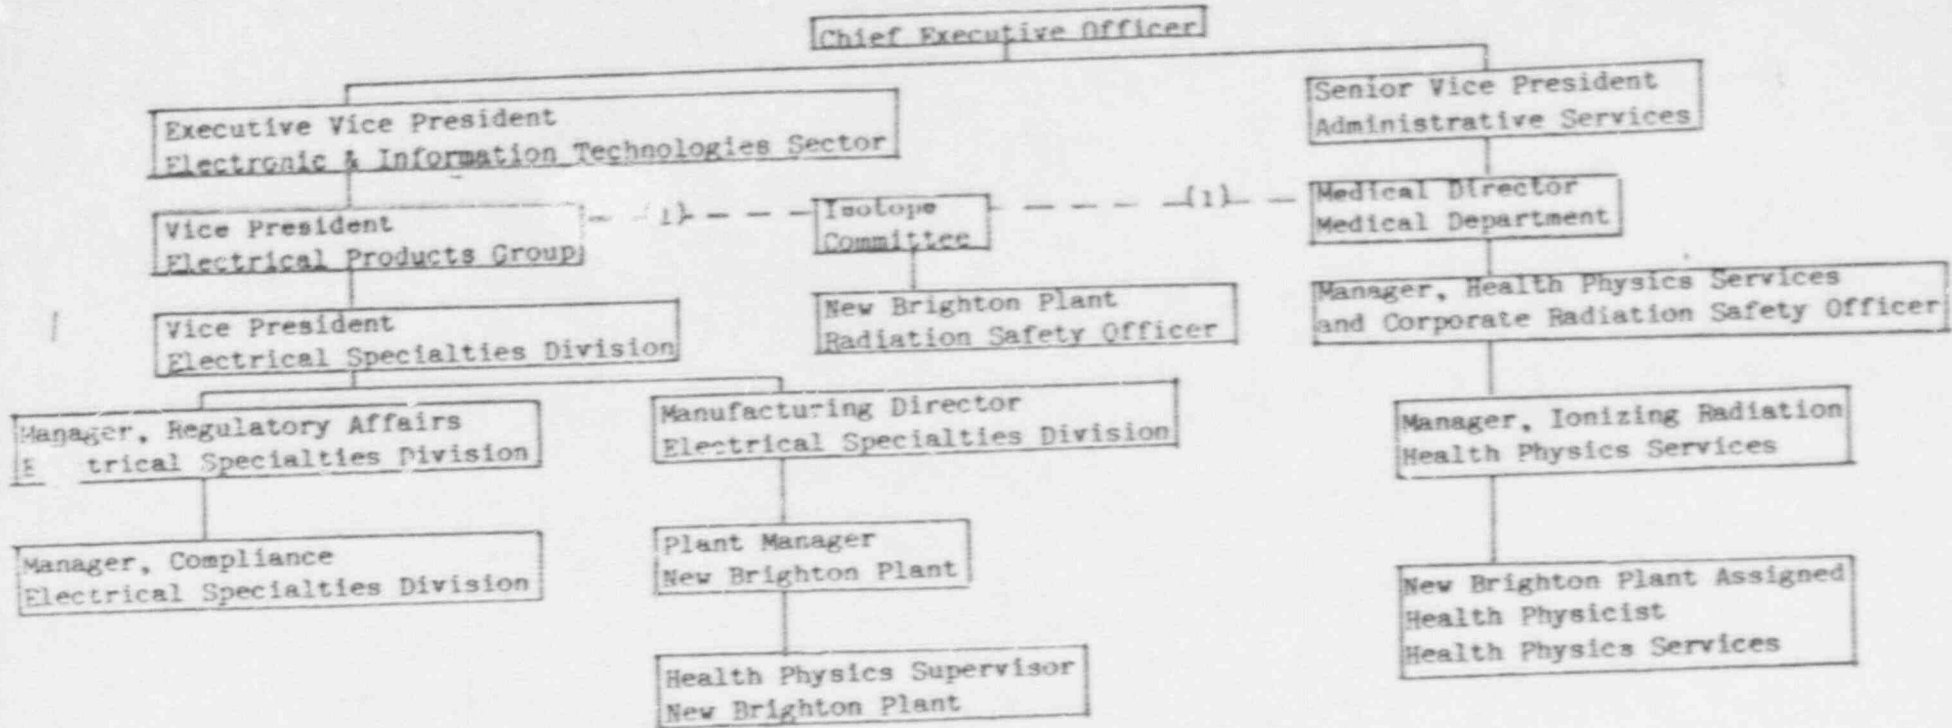 Chief Executive Officer
Executive Vice President
Electronic & Information Technologies Sector
Senior Vice President
Administrative Services
Vice President
Electrical Products Group
(1)
Isotope
Committee
(1)
Medical Director
Medical Department
Vice President
Electrical Specialties Division
New Brighton Plant
Radiation Safety Officer
Manager, Health Physics Services
and Corporate Radiation Safety Officer
Manager, Regulatory Affairs
E trical Specialties Division
Manufacturing Director
Electrical Specialties Division
Manager, Ionizing Radiation
Health Physics Services
Manager, Compliance
Electrical Specialties Division
Plant Manager
New Brighton Plant
New Brighton Plant Assigned
Health Physicist
Health Physics Services
Health Physics Supervisor
New Brighton Plant